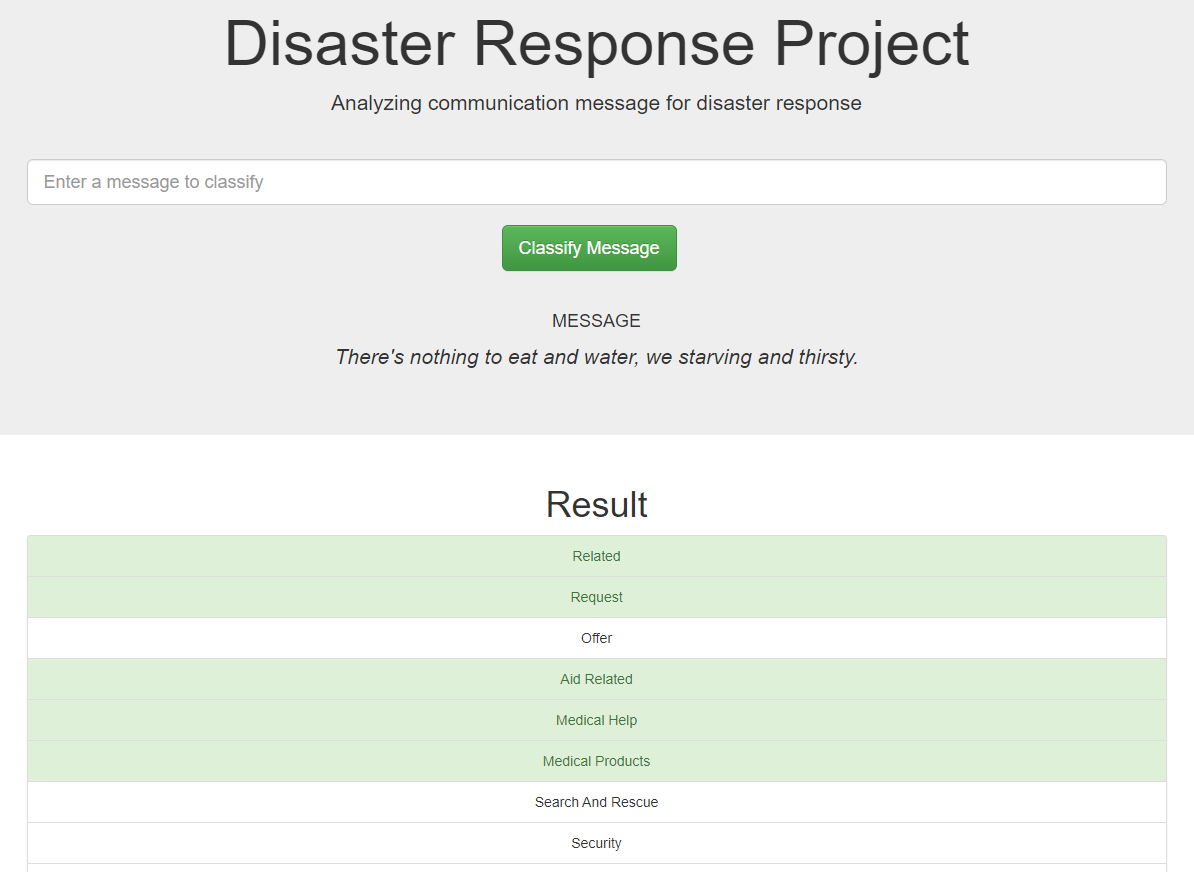 Disaster Response Project
Analyzing communication message for disaster response
Enter a message to classify
Classify Message
MESSAGE
There's nothing to eat and water, we starving and thirsty.
Result
Related
Request
Offer
Aid Related
Medical Help
Medical Products
Search And Rescue
Security